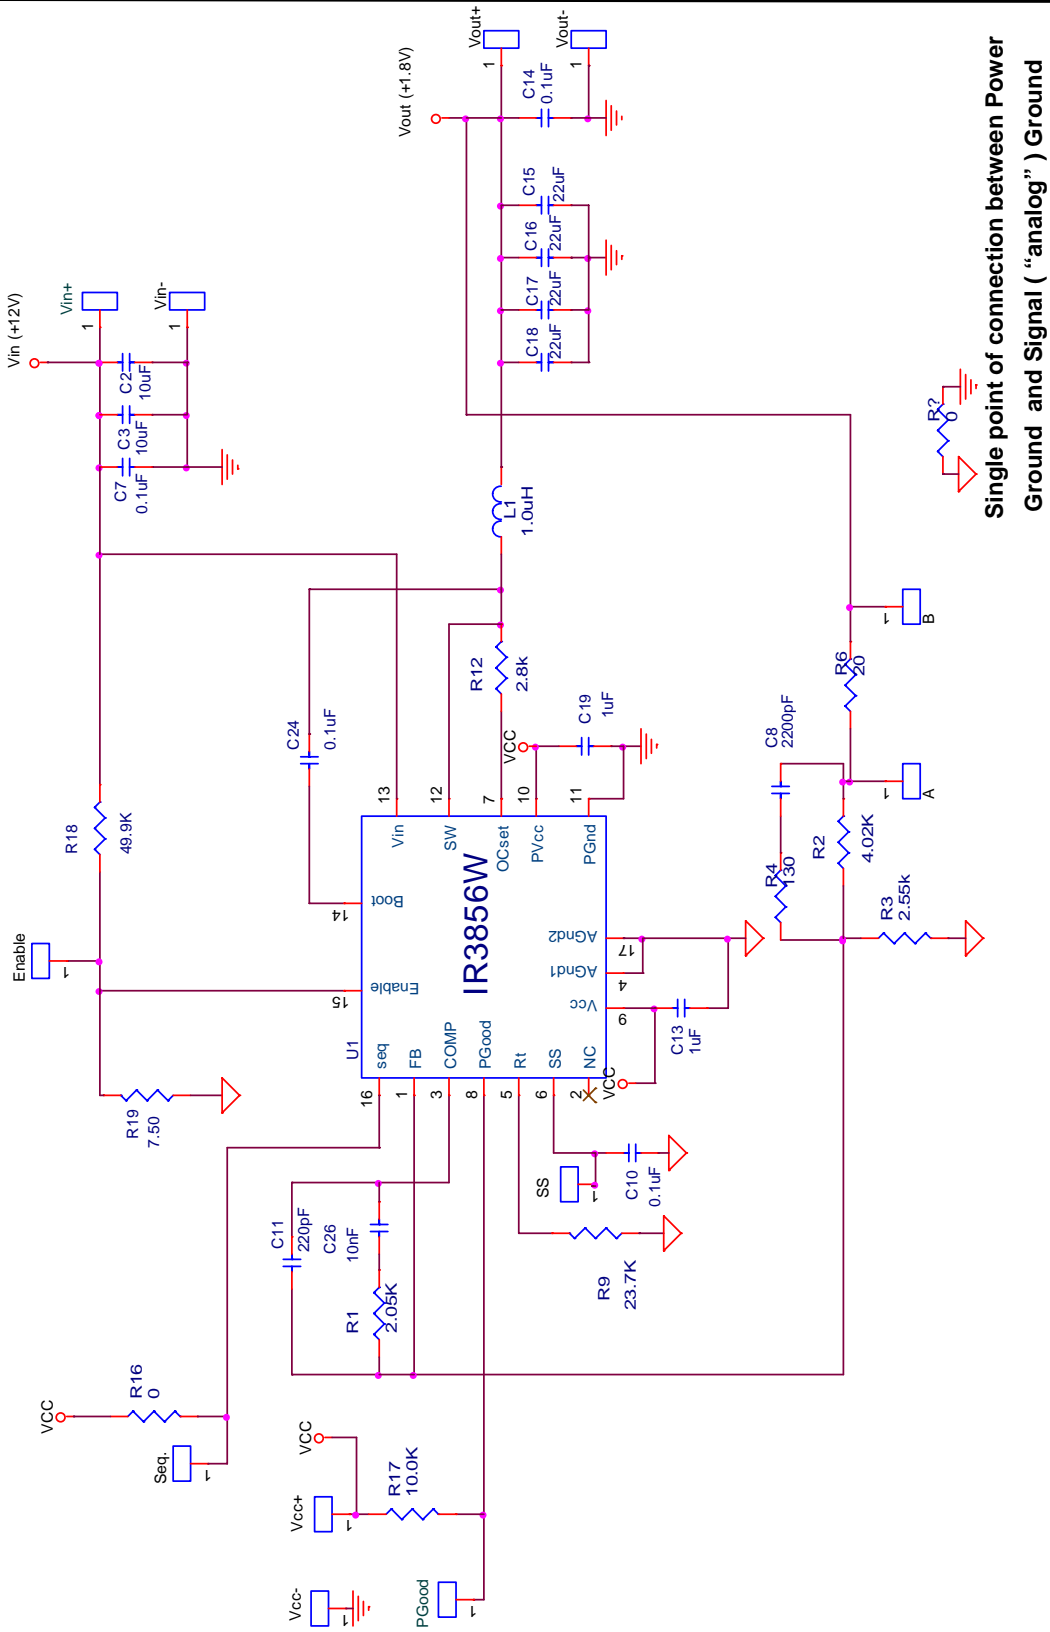 Vin (+12V)
Vin+
1
Vin-
1
C2
10uF
C3
10uF
C7
0.1uF
Vout (+1.8V)
Vout+
1
Vout-
1
C14
0.1uF
C15
22uF
C16
22uF
C17
22uF
C18
22uF
L1
1.0uH
R12
2.8k
C24
0.1uF
R18
49.9K
Enable
1
R19
7.50
VCC
C19
1uF
13
12
7
10
11
14
15
Vin
SW
OCset
PVcc
PGnd
Boot
Enable
U1
IR3856W
seq
FB
COMP
PGood
Rt
SS
NC
Vcc
AGnd1
AGnd2
16
1
3
8
5
6
2
9
4
17
VCC
C13
1uF
C8
2200pF
R4
130
R2
4.02K
R3
2.55k
R6
20
A
1
B
1
R?
0
Single point of connection between Power
Ground and Signal ( “analog” ) Ground
SS
1
C10
0.1uF
R9
23.7K
C11
220pF
C26
10nF
R1
2.05K
VCC
R16
0
Seq.
1
VCC
Vcc+
1
R17
10.0K
Vcc-
1
PGood
1